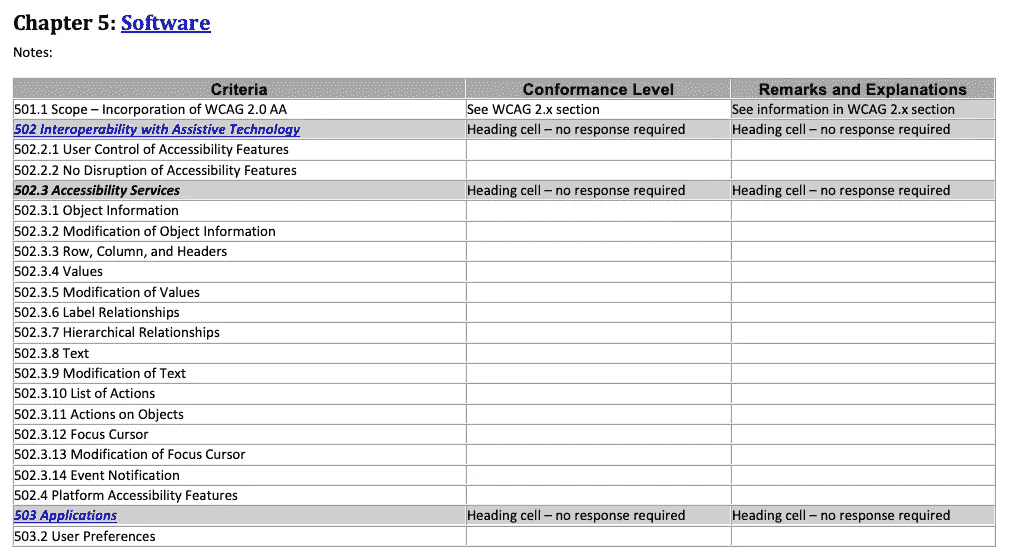 Chapter 5: Software
Notes:
Criteria Conformance Level Remarks and Explanations
501.1 Scope – Incorporation of WCAG 2.0 AA See WCAG 2.x section See information in WCAG 2.x section
502 Interoperability with Assistive Technology Heading cell – no response required Heading cell – no response required
502.2.1 User Control of Accessibility Features
502.2.2 No Disruption of Accessibility Features
502.3 Accessibility Services Heading cell – no response required Heading cell – no response required
502.3.1 Object Information
502.3.2 Modification of Object Information
502.3.3 Row, Column, and Headers
502.3.4 Values
502.3.5 Modification of Values
502.3.6 Label Relationships
502.3.7 Hierarchical Relationships
502.3.8 Text
502.3.9 Modification of Text
502.3.10 List of Actions
502.3.11 Actions on Objects
502.3.12 Focus Cursor
502.3.13 Modification of Focus Cursor
502.3.14 Event Notification
502.4 Platform Accessibility Features
503 Applications Heading cell – no response required Heading cell – no response required
503.2 User Preferences